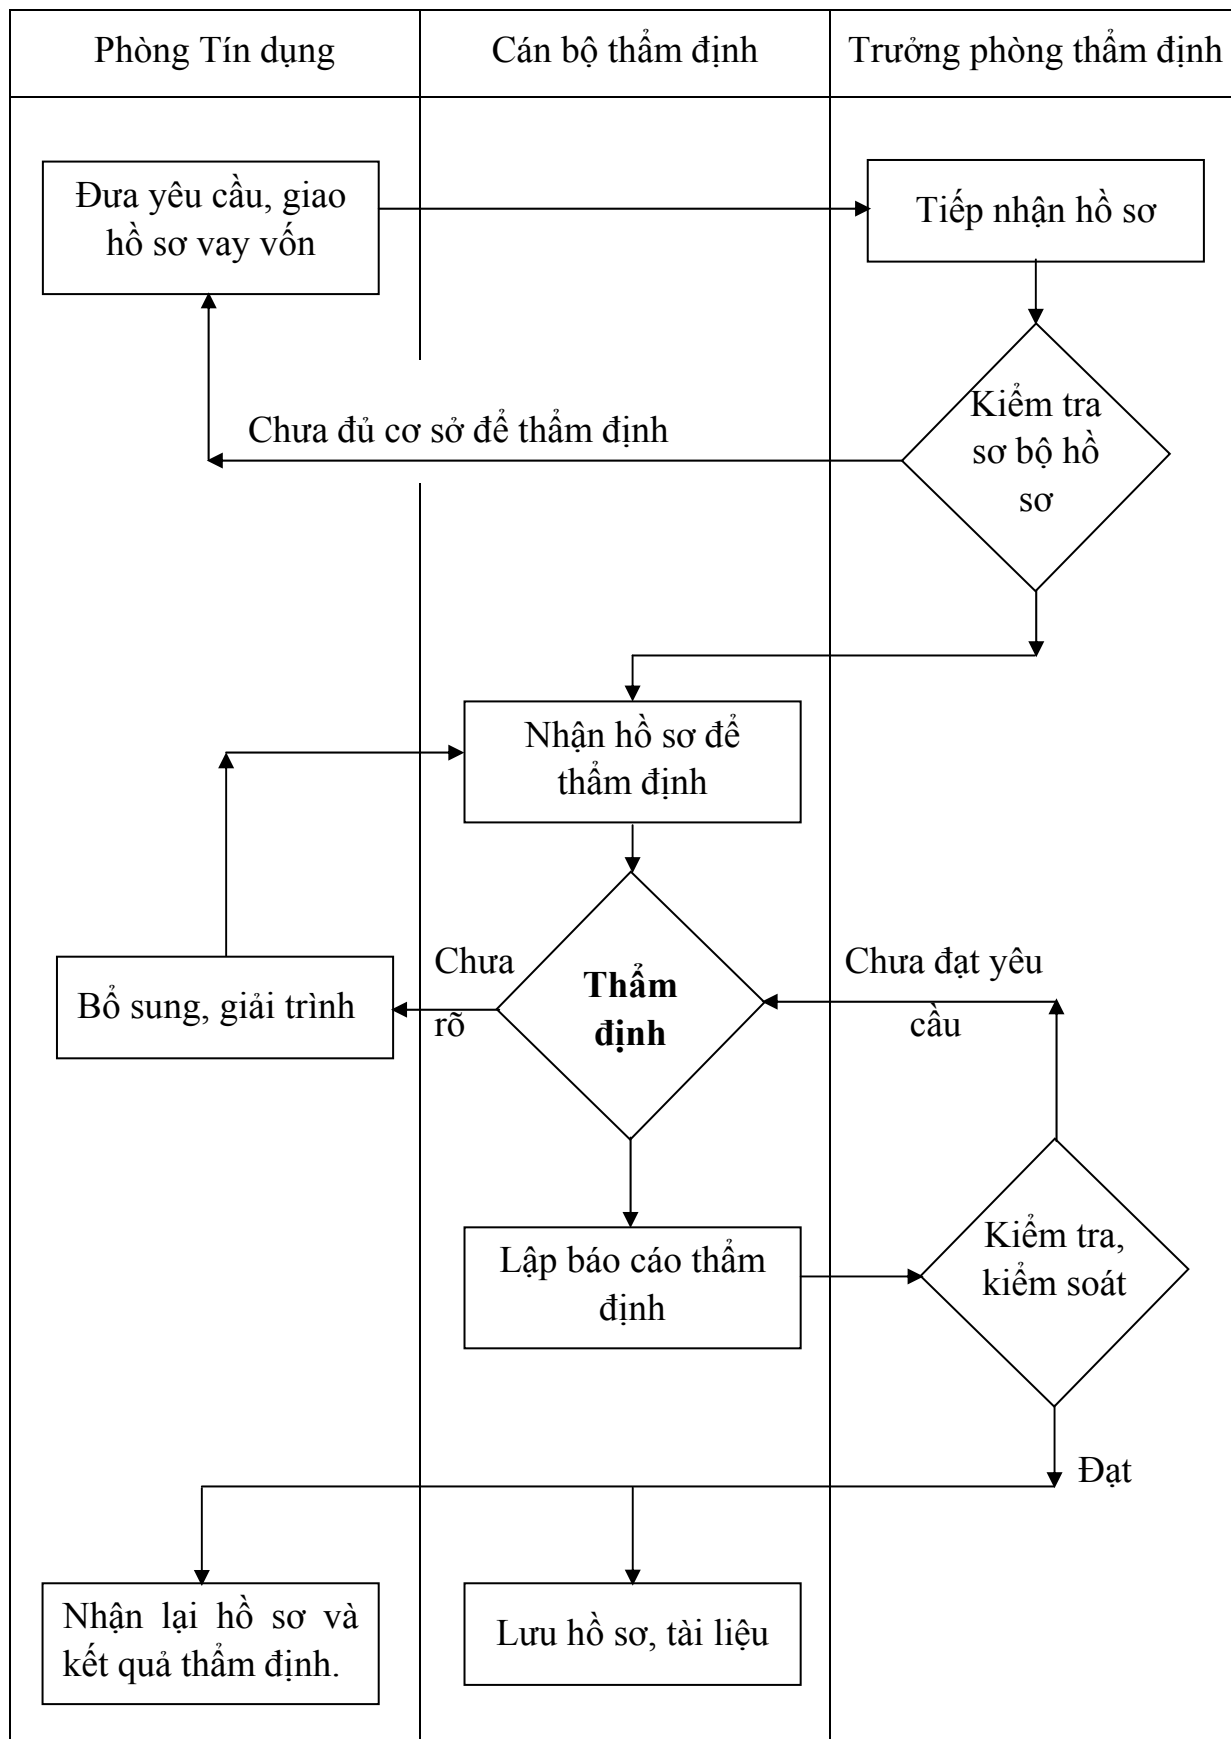 Phòng Tín dụng
Cán bộ thẩm định
Trưởng phòng thẩm định
Đưa yêu cầu, giao
hồ sơ vay vốn
Tiếp nhận hồ sơ
Kiểm tra
sơ bộ hồ
sơ
Chưa đủ cơ sở để thẩm định
Nhận hồ sơ để
thẩm định
Bổ sung, giải trình
Chưa
rõ
Thẩm
định
Chưa đạt yêu
cầu
Lập báo cáo thẩm
định
Kiểm tra,
kiểm soát
Đạt
Nhận lại hồ sơ và
kết quả thẩm định.
Lưu hồ sơ, tài liệu